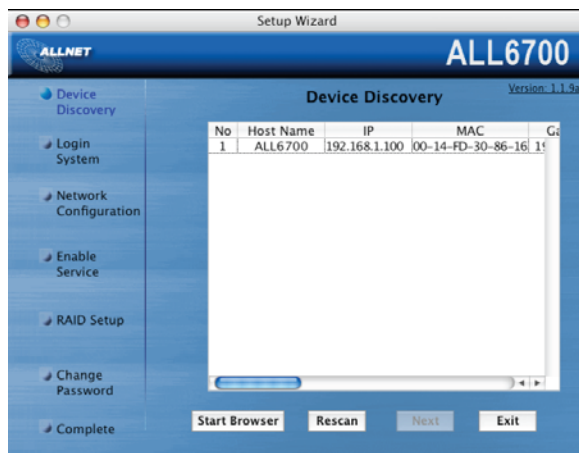 Setup Wizard
ALLNET
ALL6700
Version: 1.1.9a
Device Discovery
Device
Discovery
Login
System
Network
Configuration
Enable
Service
RAID Setup
Change
Password
Complete
No Host Name IP MAC
1 ALL6700 192.168.1.100 00-14-FD-30-86-16
Start Browser Rescan Next Exit